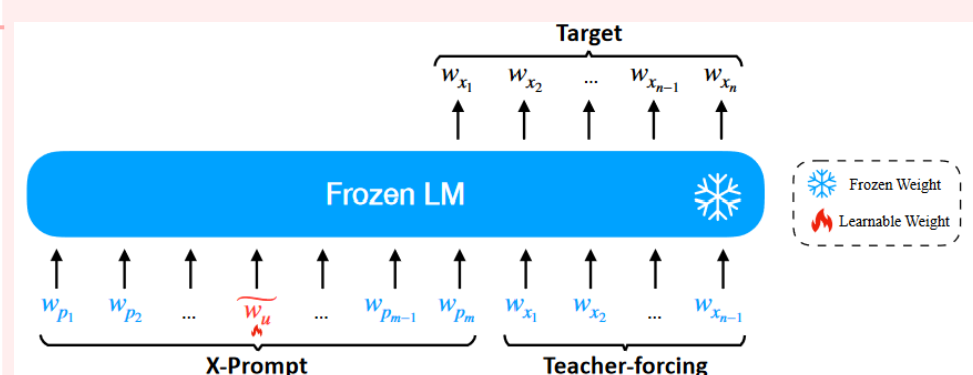 Target
w_{x_1} w_{x_2} ... w_{x_{n-1}} w_{x_n}
Frozen LM
Frozen Weight
Learnable Weight
w_{p_1} w_{p_2} ... \widetilde{w_u} ... w_{p_{m-1}} w_{p_m} w_{x_1} w_{x_2} ... w_{x_{n-1}}
X-Prompt Teacher-forcing